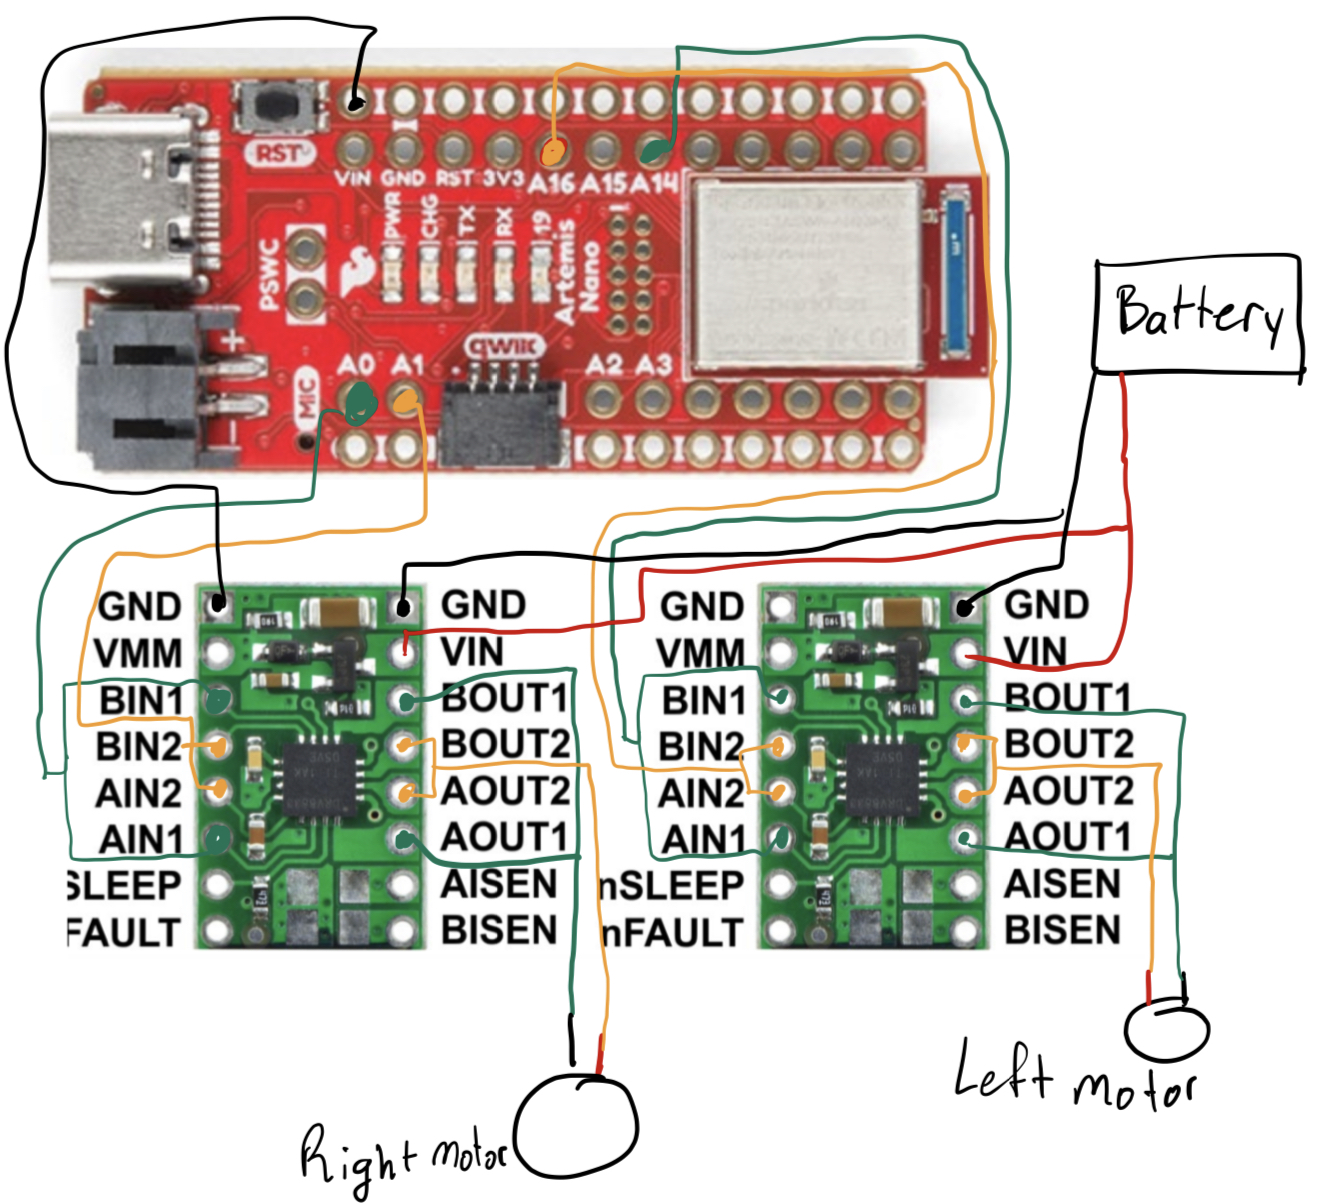 RST
VIN GND RST 3V3 A16 A15 A14
PWR
CHG
TX
RX
19
PSWC
Artemis
Nano
+
-
MIC
A0 A1
qwiic
A2 A3
Battery
GND
VMM
BIN1
BIN2
AIN2
AIN1
SLEEP
FAULT
GND
VIN
BOUT1
BOUT2
AOUT2
AOUT1
AISEN
BISEN
GND
VMM
BIN1
BIN2
AIN2
AIN1
nSLEEP
nFAULT
GND
VIN
BOUT1
BOUT2
AOUT2
AOUT1
AISEN
BISEN
Right motor
Left motor